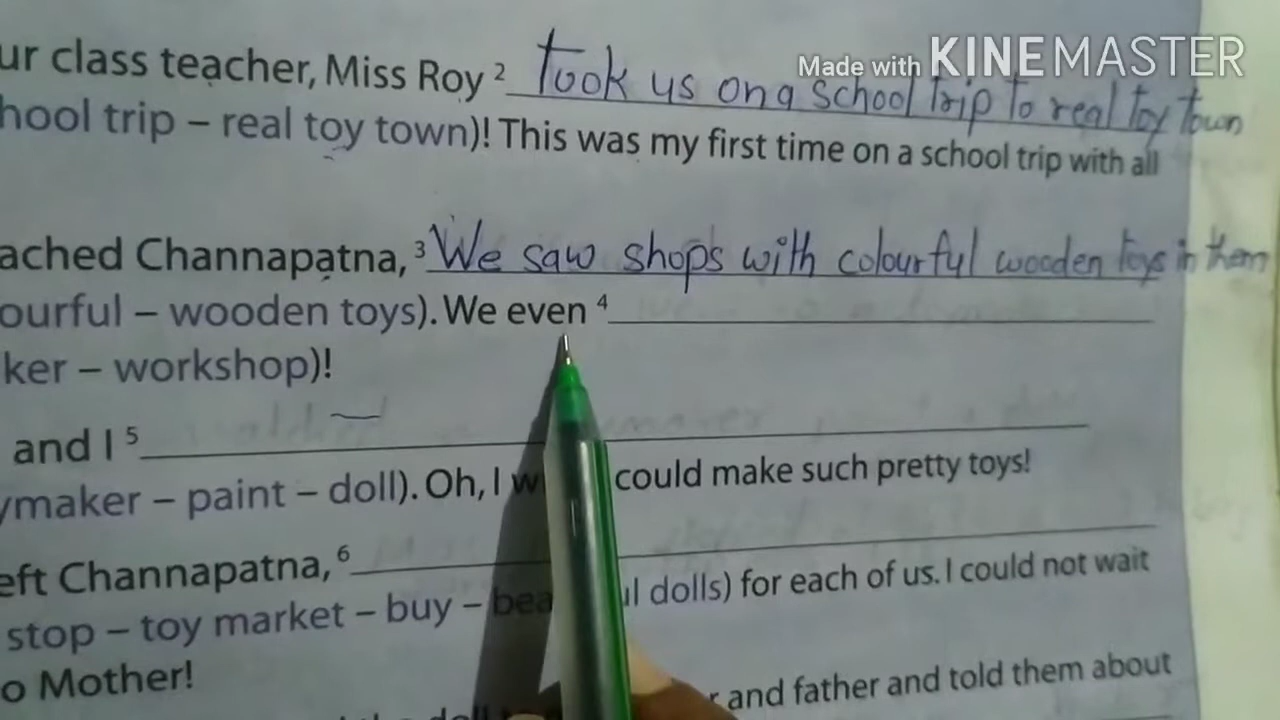 Made with KINEMASTER
ur class teacher, Miss Roy 2 took us on a school trip to real toy town
hool trip – real toy town)! This was my first time on a school trip with all
ached Channapatna, 3 We saw shops with colourful wooden toys in them
ourful – wooden toys). We even 4
ker – workshop)!
and I 5
ymaker – paint – doll). Oh, I could make such pretty toys!
eft Channapatna, 6
stop – toy market – buy – bea ul dolls) for each of us. I could not wait
o Mother!
r and father and told them about